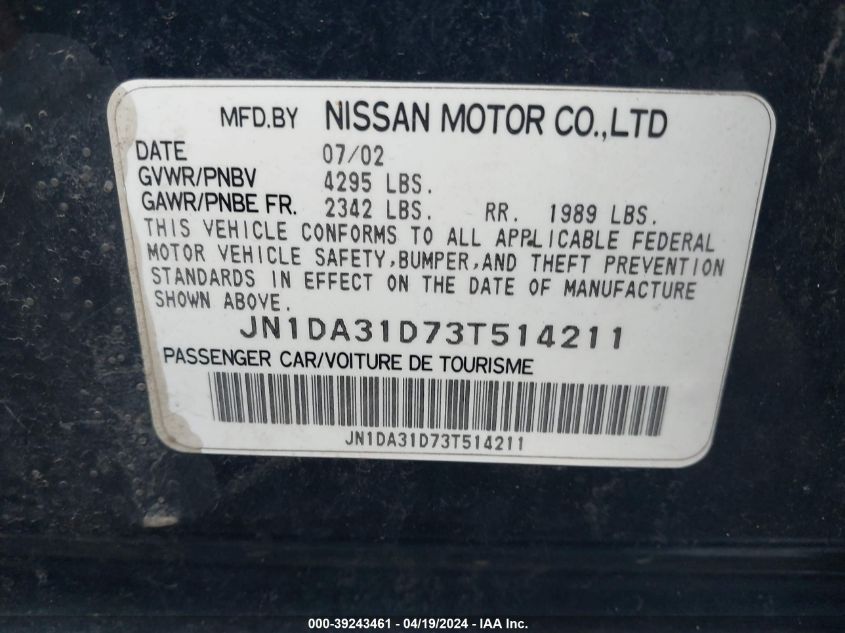 MFD.BY NISSAN MOTOR CO.,LTD
DATE 07/02
GVWR/PNBV 4295 LBS.
GAWR/PNBE FR. 2342 LBS. RR. 1989 LBS.
THIS VEHICLE CONFORMS TO ALL APPLICABLE FEDERAL
MOTOR VEHICLE SAFETY,BUMPER,AND THEFT PREVENTION
STANDARDS IN EFFECT ON THE DATE OF MANUFACTURE
SHOWN ABOVE.
JN1DA31D73T514211
PASSENGER CAR/VOITURE DE TOURISME
JN1DA31D73T514211
000-39243461 - 04/19/2024 - IAA Inc.